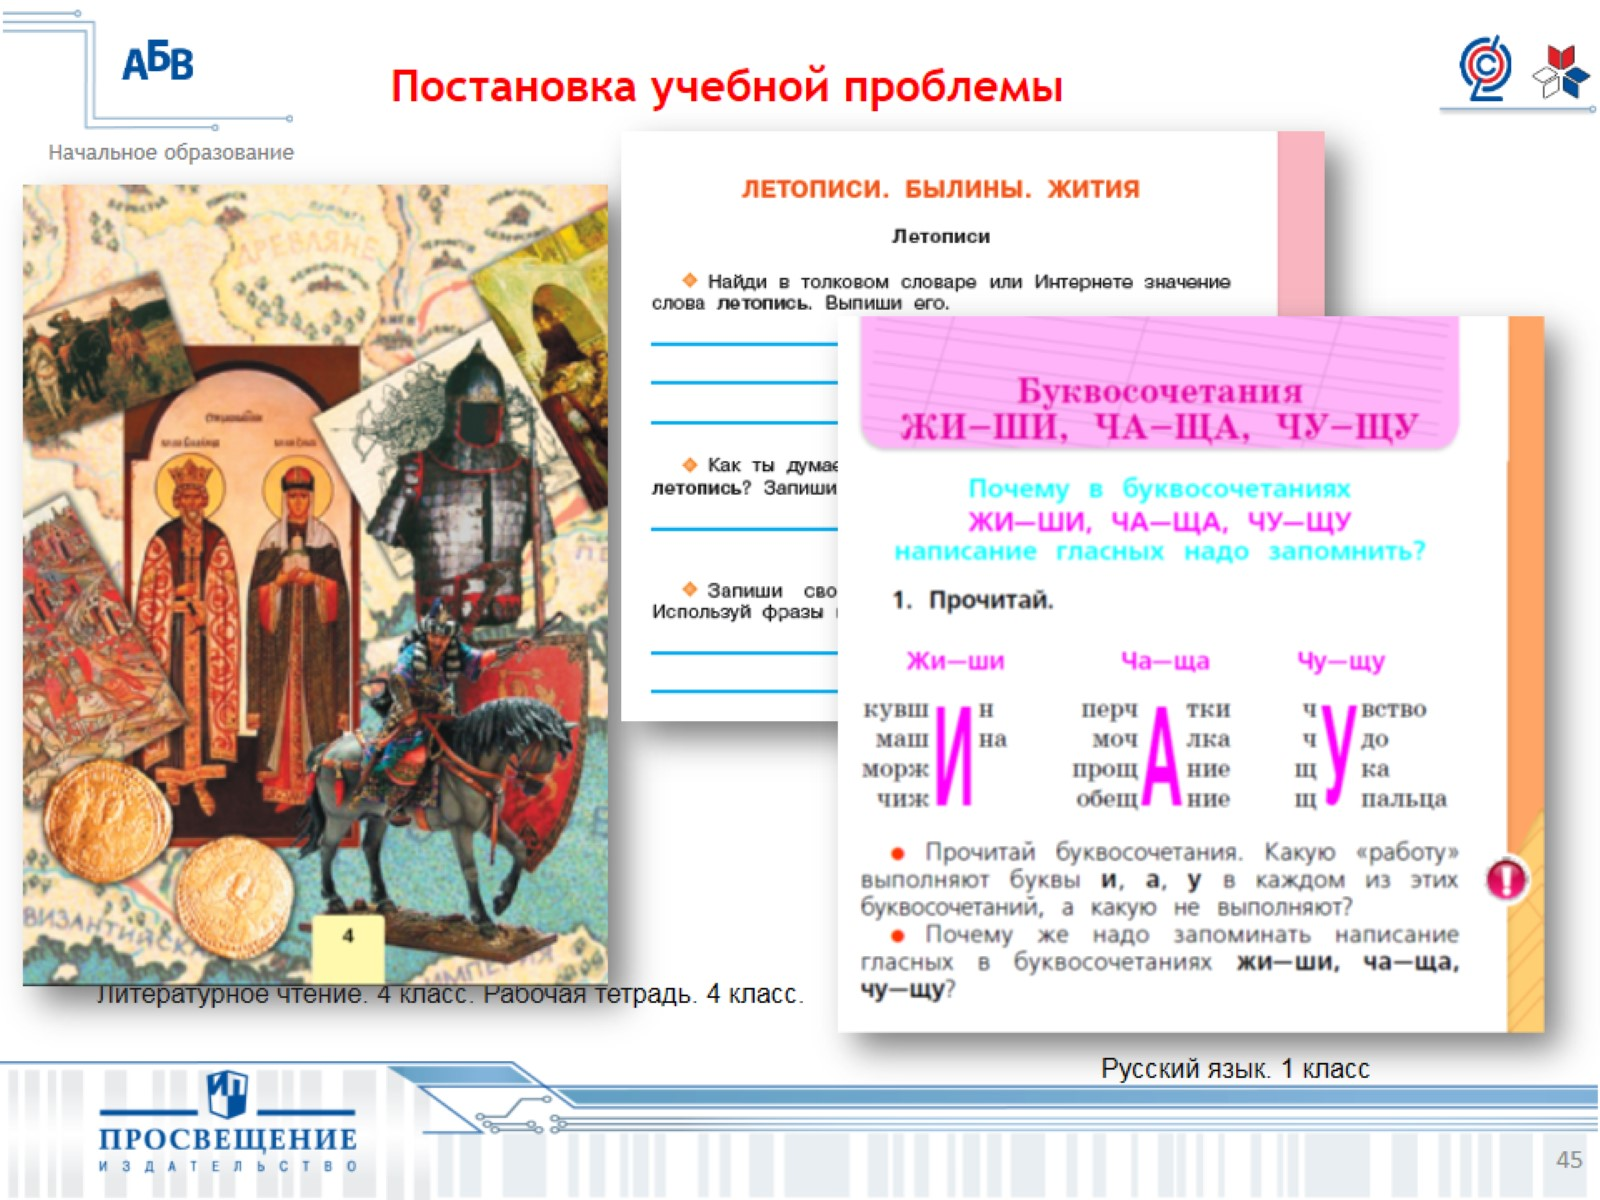 АБВ
Постановка учебной проблемы
Начальное образование
ДРЕВЛЯНЕ
4
ИМПЕРИЯ
ЛЕТОПИСИ. БЫЛИНЫ. ЖИТИЯ
Летописи
Найди в толковом словаре или Интернете значение
слова летопись. Выпиши его.
Как ты думае
летопись? Запиши
Запиши сво
Используй фразы
Буквосочетания
ЖИ—ШИ, ЧА—ЩА, ЧУ—ЩУ
Почему в буквосочетаниях
ЖИ—ШИ, ЧА—ЩА, ЧУ—ЩУ
написание гласных надо запомнить?
1. Прочитай.
Жи—ши Ча—ща Чу—щу
кувш н перч тки ч вство
маш на моч лка ч до
морж прощ ние щ ка
чиж обещ ние щ пальца
И А У
• Прочитай буквосочетания. Какую «работу»
выполняют буквы и, а, у в каждом из этих
буквосочетаний, а какую не выполняют?
• Почему же надо запоминать написание
гласных в буквосочетаниях жи—ши, ча—ща,
чу—щу?
Литературное чтение. 4 класс. Рабочая тетрадь. 4 класс.
Русский язык. 1 класс
ИП
ПРОСВЕЩЕНИЕ
ИЗДАТЕЛЬСТВО
45